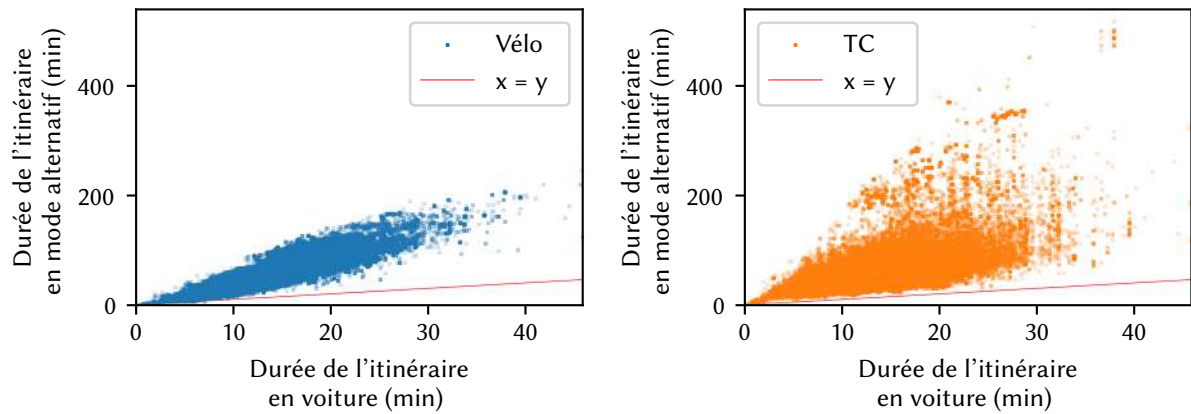 Durée de l'itinéraire
en mode alternatif (min)
400
200
0
0
10
20
30
40
Durée de l'itinéraire
en voiture (min)
Vélo
x = y
Durée de l'itinéraire
en mode alternatif (min)
400
200
0
0
10
20
30
40
Durée de l'itinéraire
en voiture (min)
TC
x = y